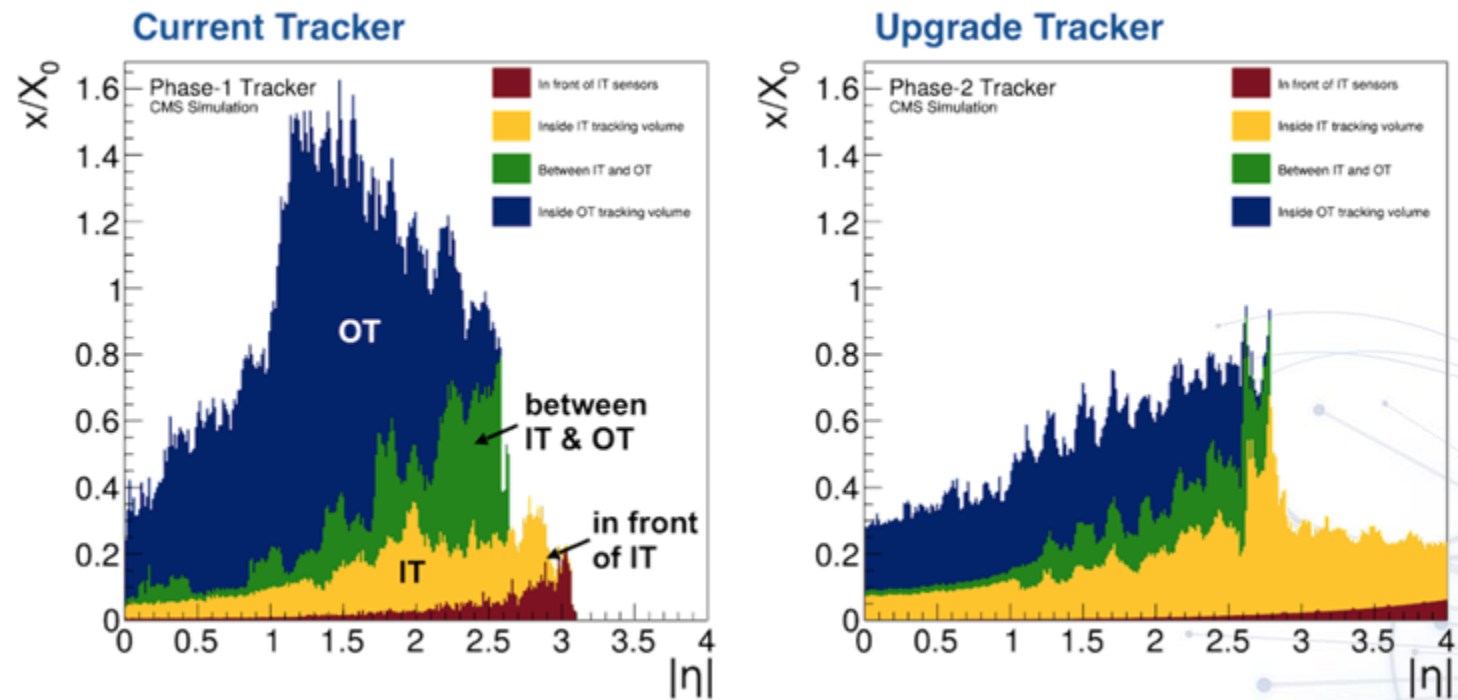 Current Tracker
x/X₀
Phase-1 Tracker
CMS Simulation
In front of IT sensors
Inside IT tracking volume
Between IT and OT
Inside OT tracking volume
1.6
1.4
1.2
1
0.8
0.6
0.4
0.2
0
OT
between
IT & OT
in front
of IT
IT
0 0.5 1 1.5 2 2.5 3 3.5 4
|η|
Upgrade Tracker
x/X₀
Phase-2 Tracker
CMS Simulation
In front of IT sensors
Inside IT tracking volume
Between IT and OT
Inside OT tracking volume
1.6
1.4
1.2
1
0.8
0.6
0.4
0.2
0
0 0.5 1 1.5 2 2.5 3 3.5 4
|η|